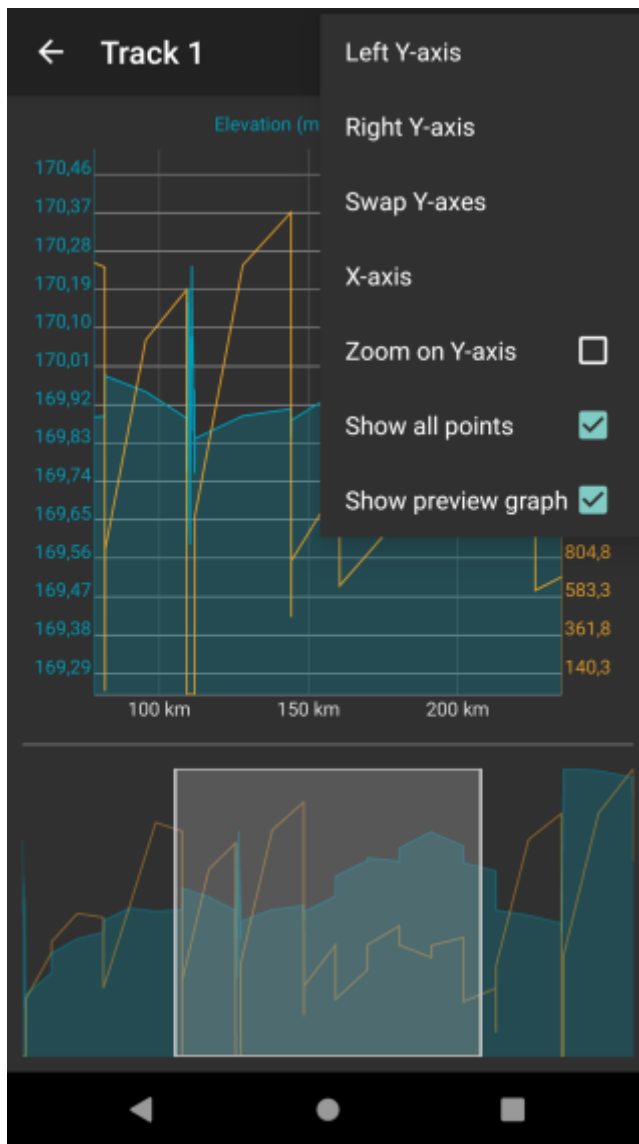 Track 1
Left Y-axis
Right Y-axis
Swap Y-axes
X-axis
Zoom on Y-axis
Show all points
Show preview graph
Elevation (m
170,46
170,37
170,28
170,19
170,10
170,01
169,92
169,83
169,74
169,65
169,56
169,47
169,38
169,29
804,8
583,3
361,8
140,3
100 km
150 km
200 km